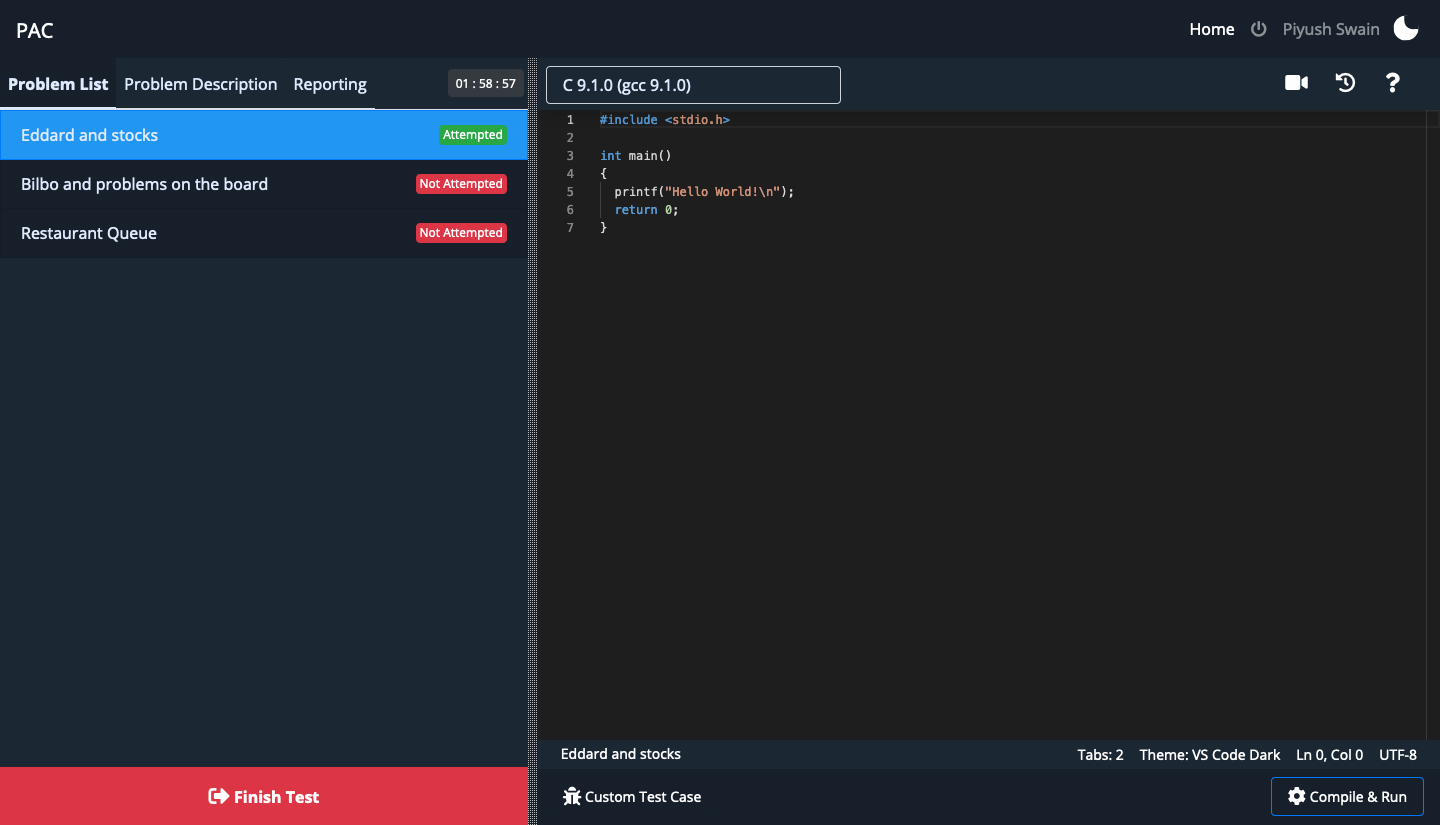 PAC
Home Piyush Swain
Problem List Problem Description Reporting 01 : 58 : 57
Eddard and stocks Attempted
Bilbo and problems on the board Not Attempted
Restaurant Queue Not Attempted
Finish Test
C 9.1.0 (gcc 9.1.0)
1 #include <stdio.h>
2
3 int main()
4 {
5 printf("Hello World!\n");
6 return 0;
7 }
Eddard and stocks Tabs: 2 Theme: VS Code Dark Ln 0, Col 0 UTF-8
Custom Test Case Compile & Run